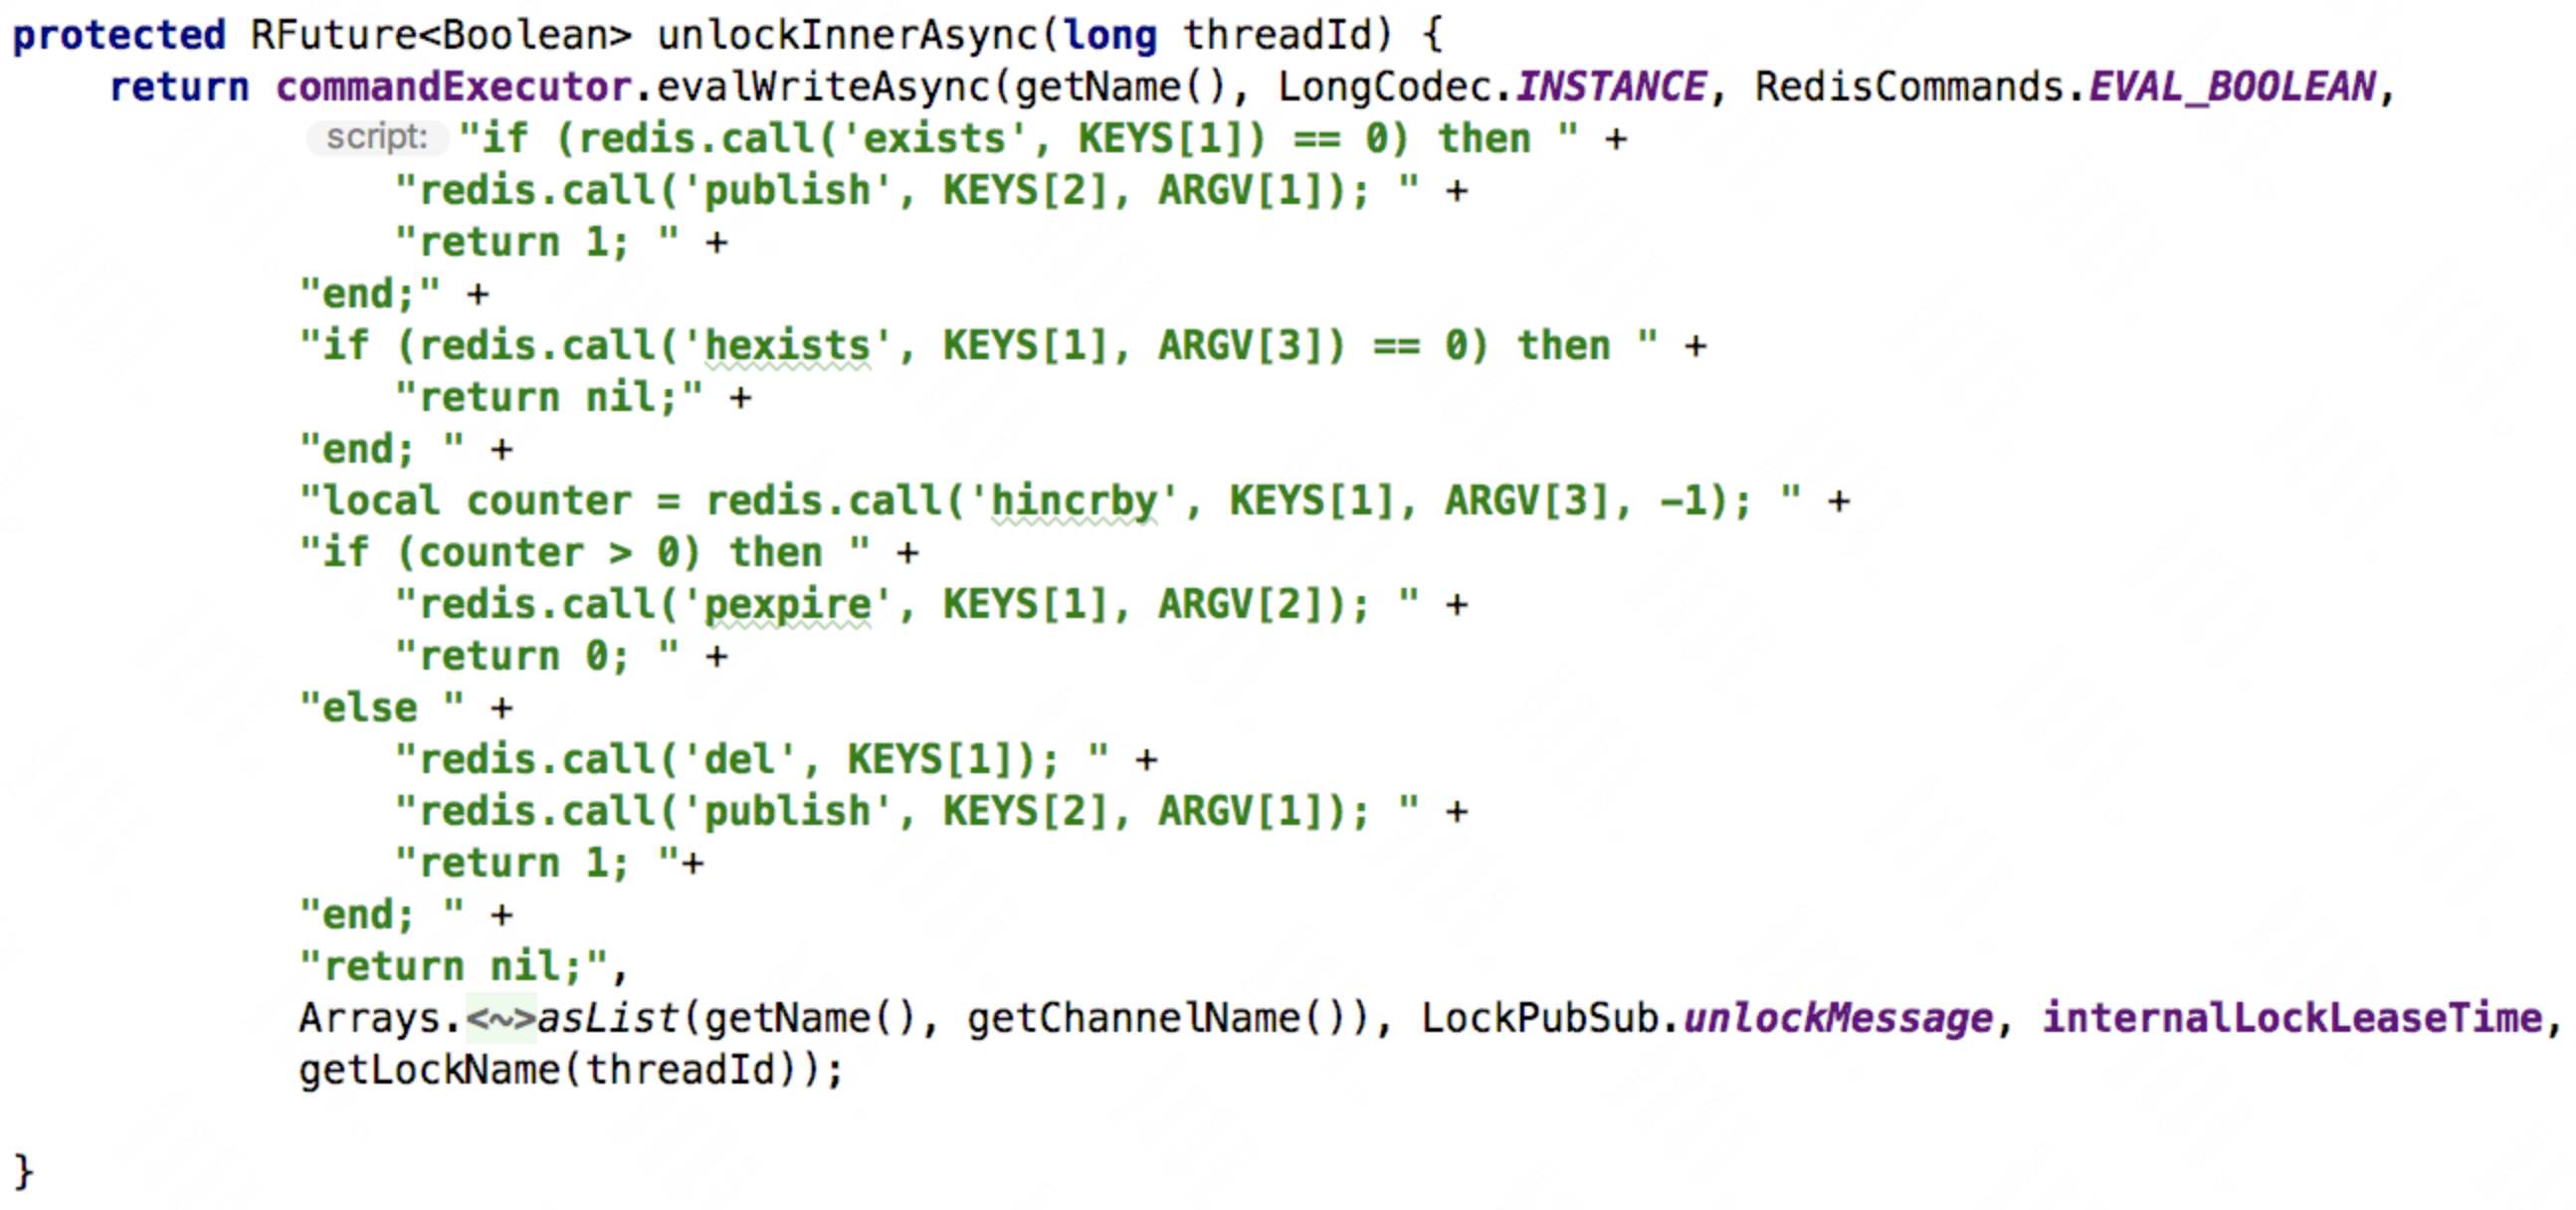 protected RFuture<Boolean> unlockInnerAsync(long threadId) {
    return commandExecutor.evalWriteAsync(getName(), LongCodec.INSTANCE, RedisCommands.EVAL_BOOLEAN,
            script: "if (redis.call('exists', KEYS[1]) == 0) then " +
                "redis.call('publish', KEYS[2], ARGV[1]); " +
                "return 1; " +
            "end;" +
            "if (redis.call('hexists', KEYS[1], ARGV[3]) == 0) then " +
                "return nil;" +
            "end; " +
            "local counter = redis.call('hincrby', KEYS[1], ARGV[3], -1); " +
            "if (counter > 0) then " +
                "redis.call('pexpire', KEYS[1], ARGV[2]); " +
                "return 0; " +
            "else " +
                "redis.call('del', KEYS[1]); " +
                "redis.call('publish', KEYS[2], ARGV[1]); " +
                "return 1; "+
            "end; " +
            "return nil;",
            Arrays.<~>asList(getName(), getChannelName()), LockPubSub.unlockMessage, internalLockLeaseTime,
            getLockName(threadId));
}